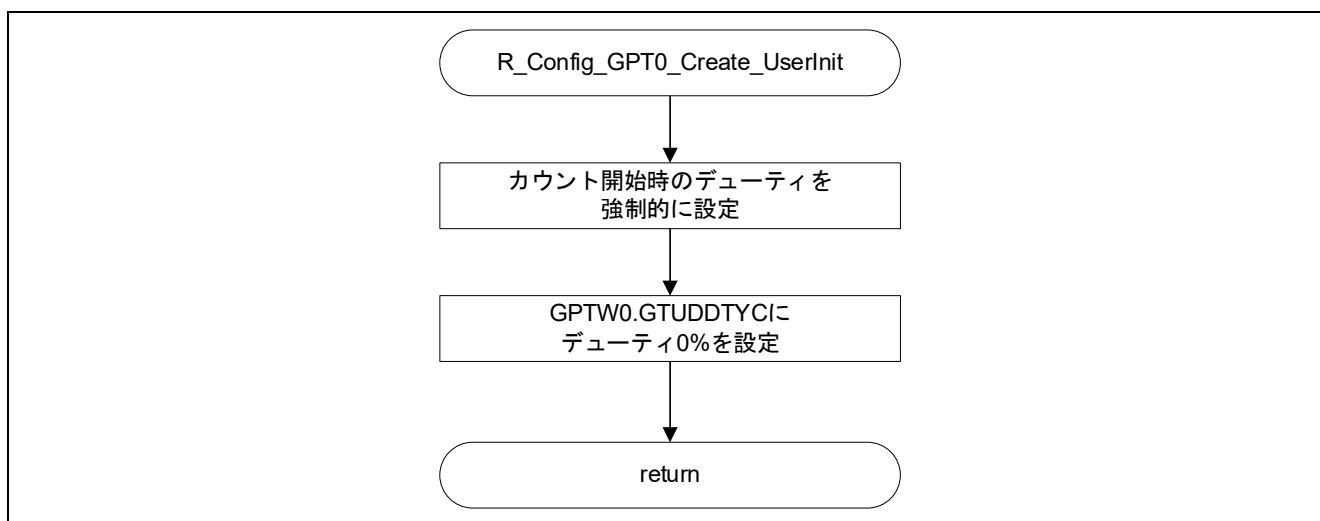 R_Config_GPT0_Create_UserInit
カウント開始時のデューティを
強制的に設定
GPTW0.GTUDDTYCに
デューティ0%を設定
return